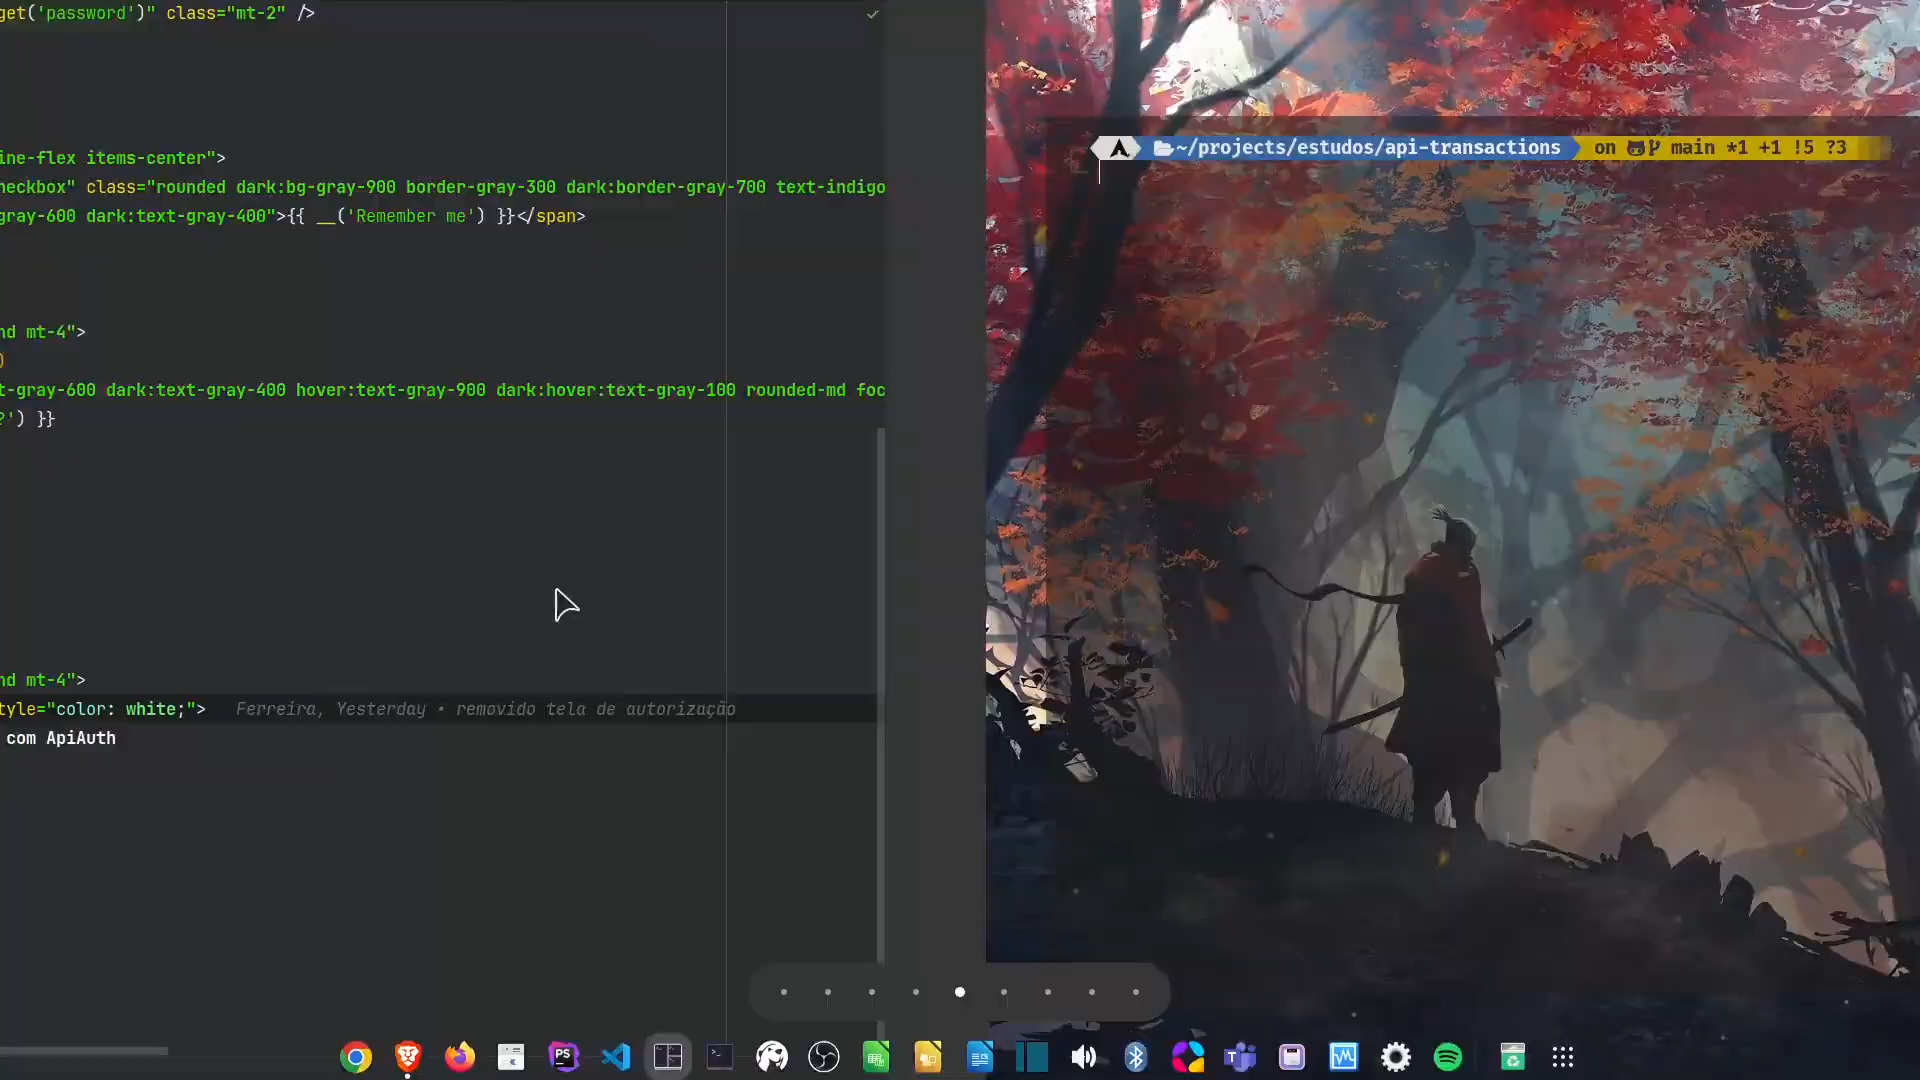 get('password')" class="mt-2" />
ine-flex items-center">
heckbox" class="rounded dark:bg-gray-900 border-gray-300 dark:border-gray-700 text-indigo
gray-600 dark:text-gray-400">{{ __('Remember me') }}</span>
nd mt-4">
)
t-gray-600 dark:text-gray-400 hover:text-gray-900 dark:hover:text-gray-100 rounded-md foc
?') }}
nd mt-4">
tyle="color: white;"> Ferreira, Yesterday • removido tela de autorização
com ApiAuth
~/projects/estudos/api-transactions on main *1 +1 !5 ?3
PS